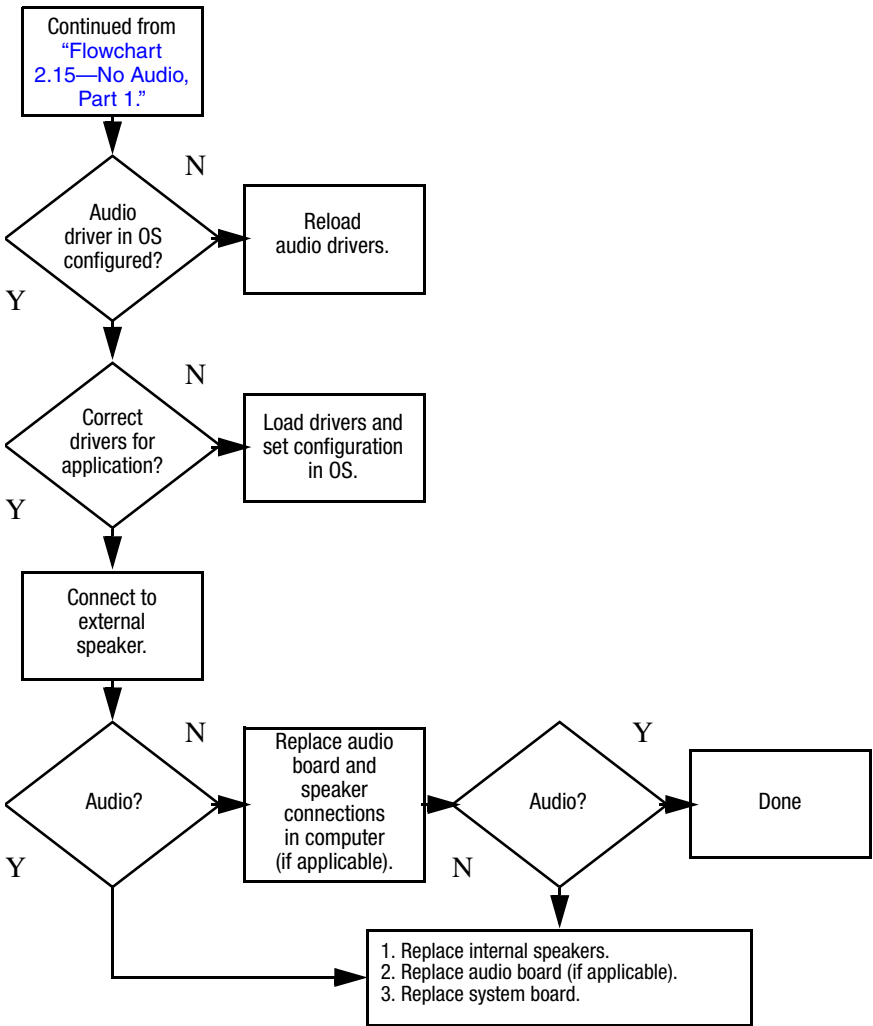 Continued from
“Flowchart
2.15—No Audio,
Part 1.”
N
Audio
driver in OS
configured?
Reload
audio drivers.
Y
N
Correct
drivers for
application?
Load drivers and
set configuration
in OS.
Y
Connect to
external
speaker.
N
Audio?
Y
Replace audio
board and
speaker
connections
in computer
(if applicable).
Y
Audio?
N
Done
1. Replace internal speakers.
2. Replace audio board (if applicable).
3. Replace system board.